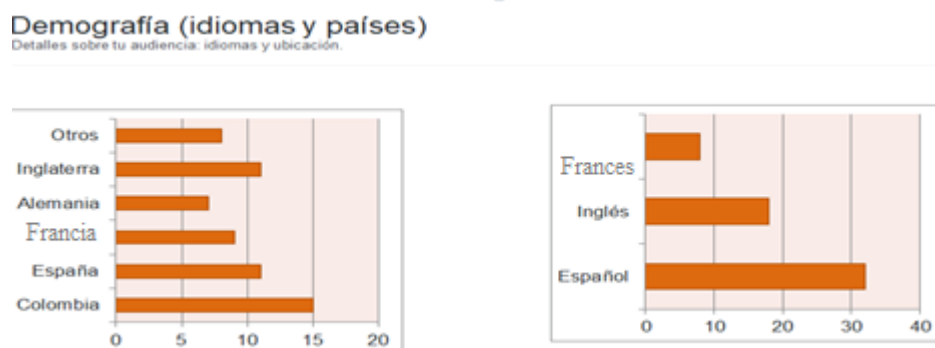 Demografía (idiomas y países)
Detalles sobre tu audiencia: idiomas y ubicación.
Otros
Inglaterra
Alemania
Francia
España
Colombia
0 5 10 15 20
Frances
Inglés
Español
0 10 20 30 40